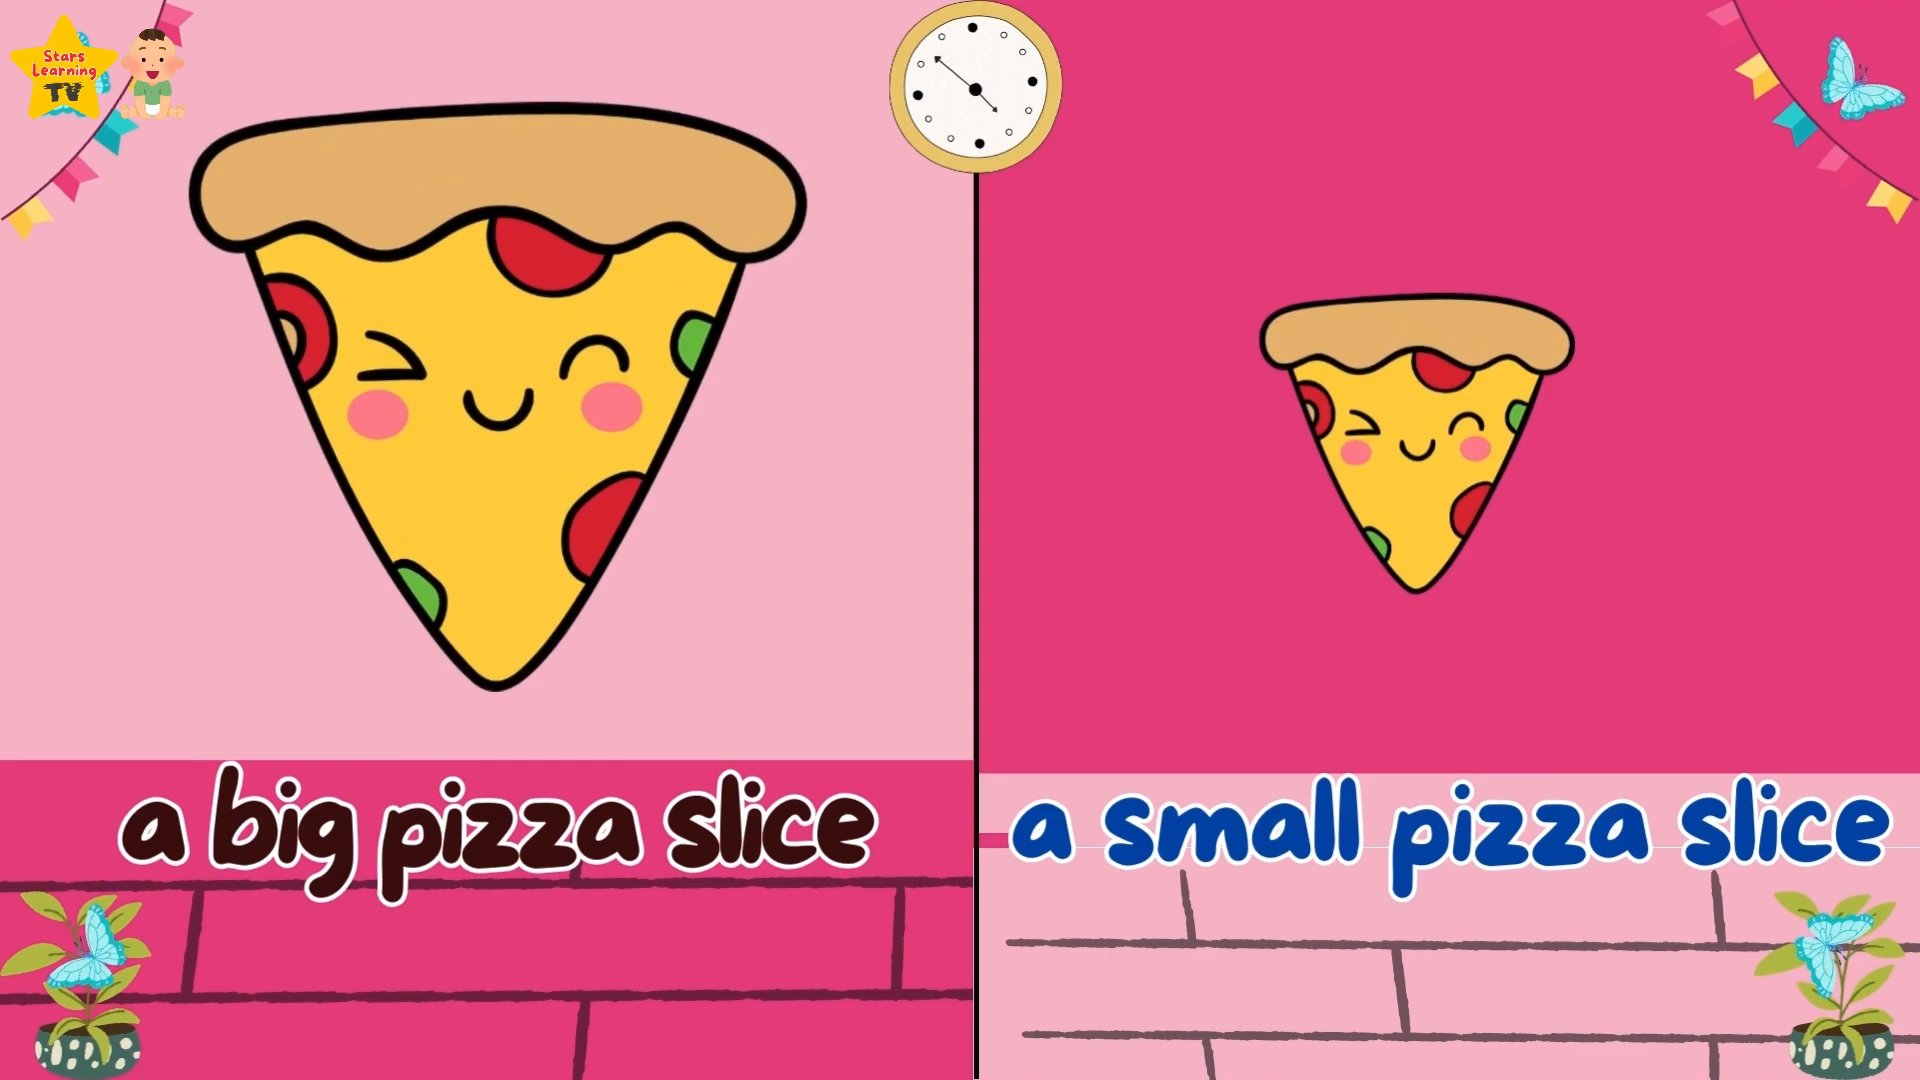 Stars
Learning
TV
a big pizza slice
a small pizza slice